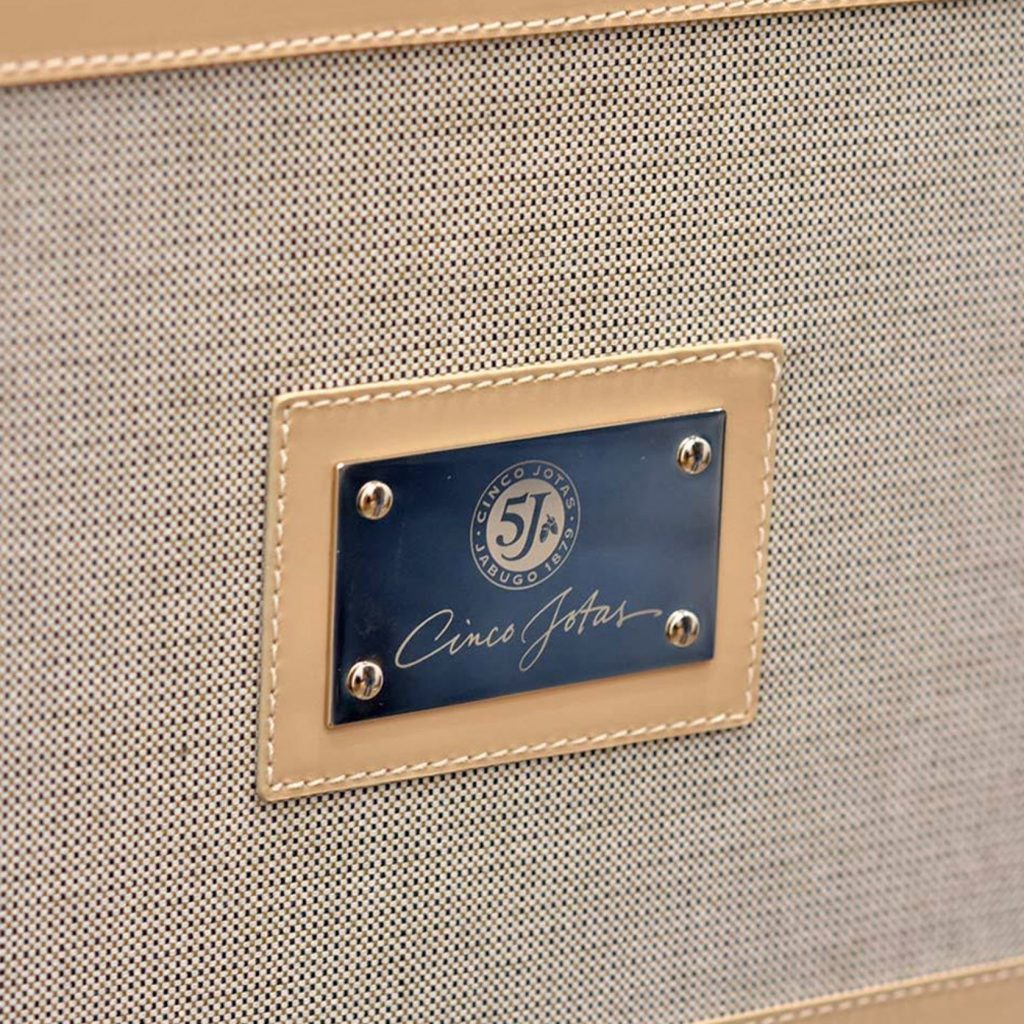 CINCO JOTAS
5J
JABUGO 1879
Cinco Jotas